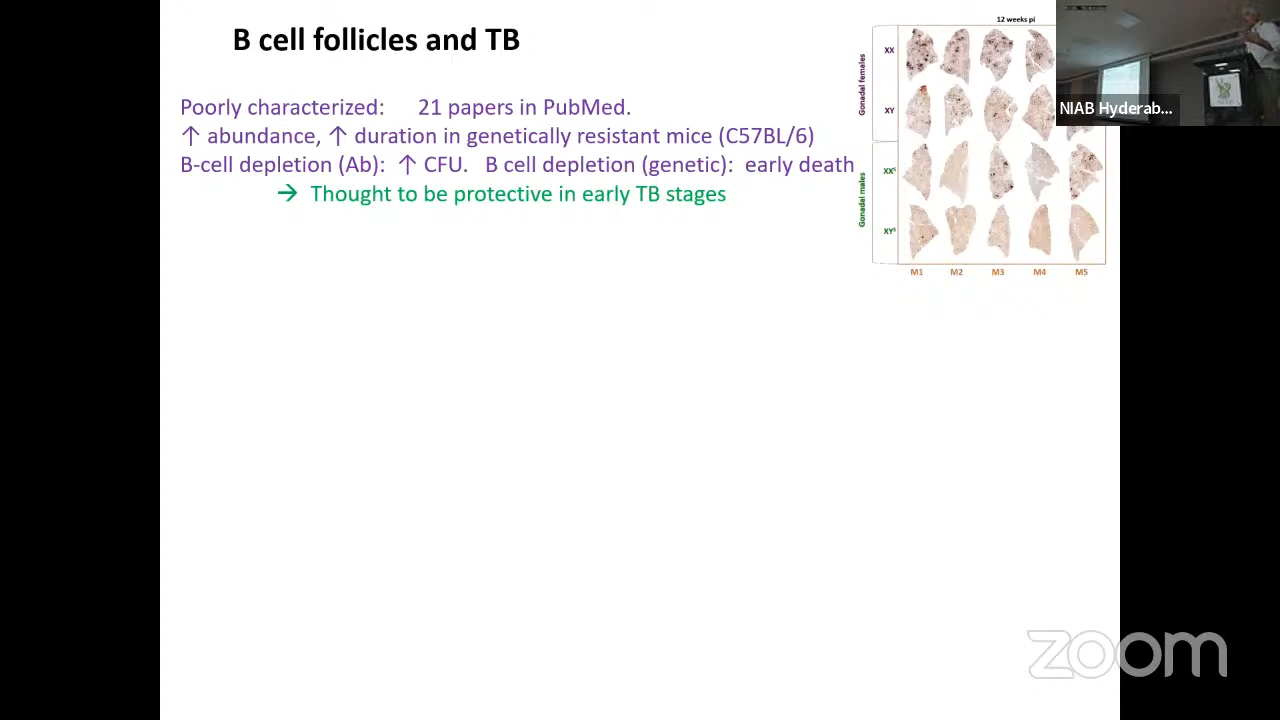 B cell follicles and TB
Poorly characterized: 21 papers in PubMed.
↑ abundance, ↑ duration in genetically resistant mice (C57BL/6)
B-cell depletion (Ab): ↑ CFU. B cell depletion (genetic): early death
→ Thought to be protective in early TB stages
12 weeks pi
Gonadal females
XX
XY
Gonadal males
XXˢ
XYˢ
M1 M2 M3 M4 M5
NIAB Hyderab...
zoom